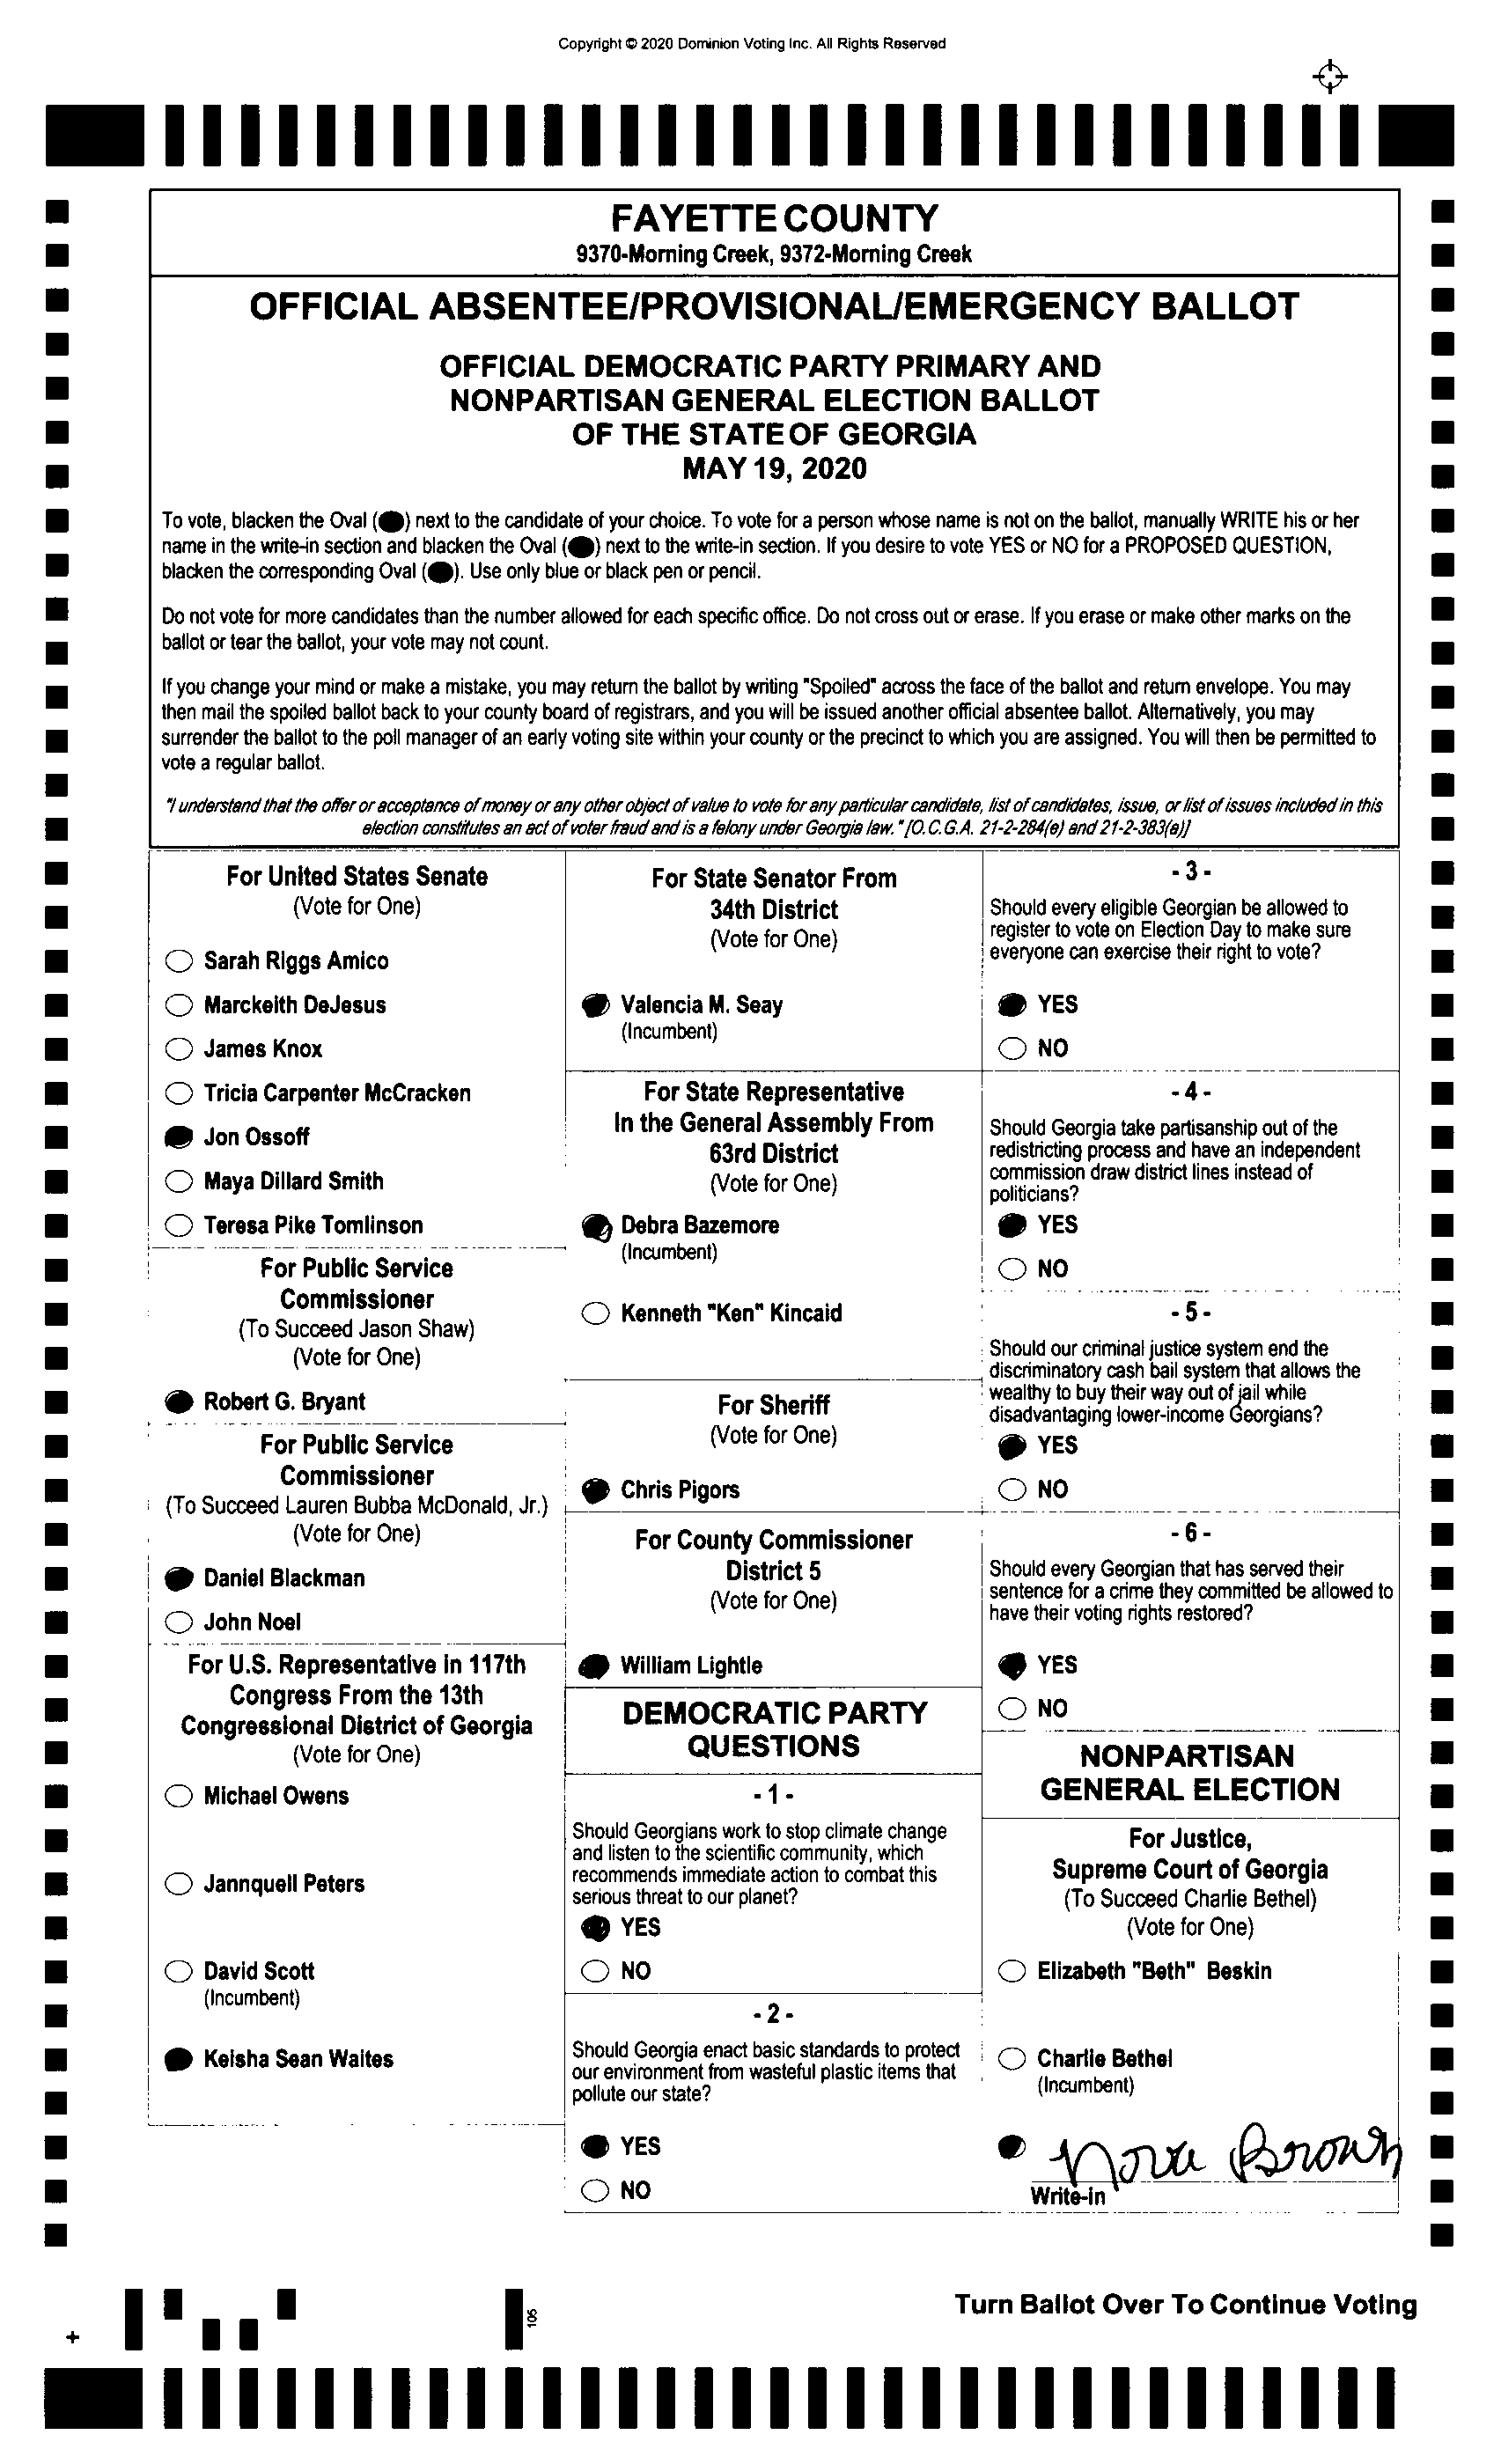 Copyright © 2020 Dominion Voting Inc. All Rights Reserved
FAYETTE COUNTY
9370-Morning Creek, 9372-Morning Creek
OFFICIAL ABSENTEE/PROVISIONAL/EMERGENCY BALLOT
OFFICIAL DEMOCRATIC PARTY PRIMARY AND
NONPARTISAN GENERAL ELECTION BALLOT
OF THE STATE OF GEORGIA
MAY 19, 2020
To vote, blacken the Oval ( ) next to the candidate of your choice. To vote for a person whose name is not on the ballot, manually WRITE his or her
name in the write-in section and blacken the Oval ( ) next to the write-in section. If you desire to vote YES or NO for a PROPOSED QUESTION,
blacken the corresponding Oval ( ). Use only blue or black pen or pencil.
Do not vote for more candidates than the number allowed for each specific office. Do not cross out or erase. If you erase or make other marks on the
ballot or tear the ballot, your vote may not count.
If you change your mind or make a mistake, you may return the ballot by writing "Spoiled" across the face of the ballot and return envelope. You may
then mail the spoiled ballot back to your county board of registrars, and you will be issued another official absentee ballot. Alternatively, you may
surrender the ballot to the poll manager of an early voting site within your county or the precinct to which you are assigned. You will then be permitted to
vote a regular ballot.
"I understand that the offer or acceptance of money or any other object of value to vote for any particular candidate, list of candidates, issue, or list of issues included in this
election constitutes an act of voter fraud and is a felony under Georgia law." [O.C.G.A. 21-2-284(e) and 21-2-383(a)]
For United States Senate
(Vote for One)
Sarah Riggs Amico
Marckeith DeJesus
James Knox
Tricia Carpenter McCracken
Jon Ossoff
Maya Dillard Smith
Teresa Pike Tomlinson
For Public Service
Commissioner
(To Succeed Jason Shaw)
(Vote for One)
Robert G. Bryant
For Public Service
Commissioner
(To Succeed Lauren Bubba McDonald, Jr.)
(Vote for One)
Daniel Blackman
John Noel
For U.S. Representative in 117th
Congress From the 13th
Congressional District of Georgia
(Vote for One)
Michael Owens
Jannquell Peters
David Scott
(Incumbent)
Keisha Sean Waites
For State Senator From
34th District
(Vote for One)
Valencia M. Seay
(Incumbent)
For State Representative
In the General Assembly From
63rd District
(Vote for One)
Debra Bazemore
(Incumbent)
Kenneth "Ken" Kincaid
For Sheriff
(Vote for One)
Chris Pigors
For County Commissioner
District 5
(Vote for One)
William Lightle
DEMOCRATIC PARTY
QUESTIONS
- 1 -
Should Georgians work to stop climate change
and listen to the scientific community, which
recommends immediate action to combat this
serious threat to our planet?
YES
NO
- 2 -
Should Georgia enact basic standards to protect
our environment from wasteful plastic items that
pollute our state?
YES
NO
- 3 -
Should every eligible Georgian be allowed to
register to vote on Election Day to make sure
everyone can exercise their right to vote?
YES
NO
- 4 -
Should Georgia take partisanship out of the
redistricting process and have an independent
commission draw district lines instead of
politicians?
YES
NO
- 5 -
Should our criminal justice system end the
discriminatory cash bail system that allows the
wealthy to buy their way out of jail while
disadvantaging lower-income Georgians?
YES
NO
- 6 -
Should every Georgian that has served their
sentence for a crime they committed be allowed to
have their voting rights restored?
YES
NO
NONPARTISAN
GENERAL ELECTION
For Justice,
Supreme Court of Georgia
(To Succeed Charlie Bethel)
(Vote for One)
Elizabeth "Beth" Beskin
Charlie Bethel
(Incumbent)
Nora Brown
Write-in
106
Turn Ballot Over To Continue Voting